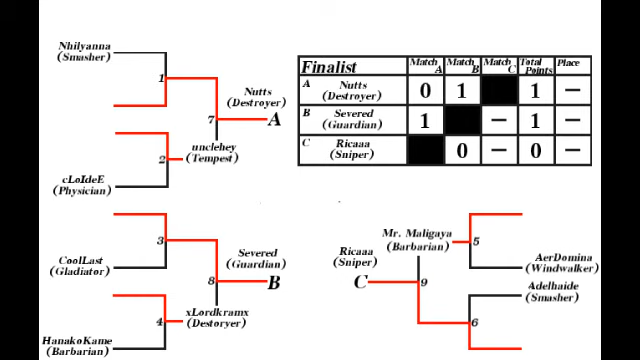 Nhilyanna
(Smasher)
1
Nutts
(Destroyer)
7
A
unclehey
(Tempest)
2
cLoIdeE
(Physician)
Finalist
Match A
Match B
Match C
Total Points
Place
A Nutts (Destroyer) 0 1 1 –
B Severed (Guardian) 1 – 1 –
C Ricaaa (Sniper) 0 – 0 –
3
CoolLast
(Gladiator)
Severed
(Guardian)
8
B
xLordkramx
(Destoryer)
4
HanakoKame
(Barbarian)
Mr. Maligaya
(Barbarian)
5
Ricaaa
(Sniper)
C
9
AerDomina
(Windwalker)
Adelhaide
(Smasher)
6